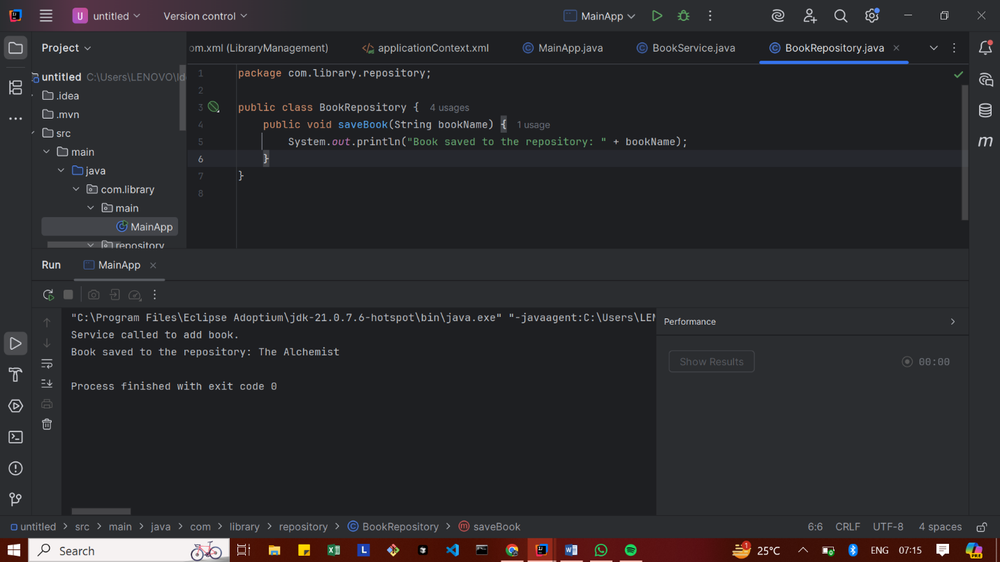 U untitled Version control MainApp
Project
om.xml (LibraryManagement) applicationContext.xml MainApp.java BookService.java BookRepository.java
untitled C:\Users\LENOVO\Id
.idea
.mvn
src
main
java
com.library
main
MainApp
repository
1 package com.library.repository;
2
3 public class BookRepository { 4 usages
4 public void saveBook(String bookName) { 1 usage
5 System.out.println("Book saved to the repository: " + bookName);
6 }
7 }
8
Run MainApp
"C:\Program Files\Eclipse Adoptium\jdk-21.0.7.6-hotspot\bin\java.exe" "-javaagent:C:\Users\LEN
Service called to add book.
Book saved to the repository: The Alchemist
Process finished with exit code 0
Performance
Show Results 00:00
untitled > src > main > java > com > library > repository > BookRepository > saveBook 6:6 CRLF UTF-8 4 spaces
Search 1 25°C ENG 07:15 PRE